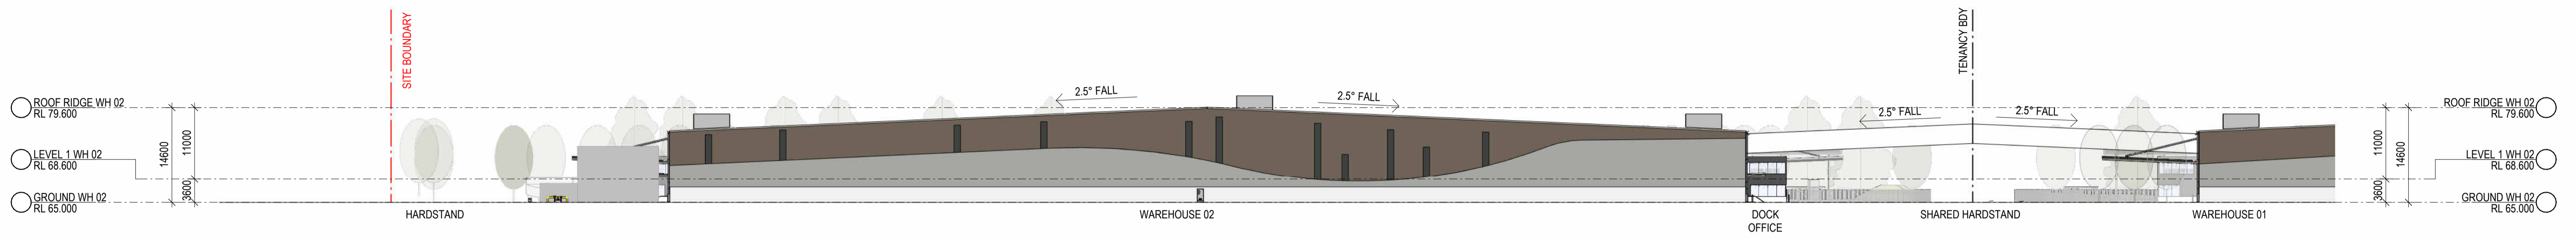 SITE BOUNDARY
TENANCY BDY
2.5° FALL
2.5° FALL
2.5° FALL
2.5° FALL
ROOF RIDGE WH 02
RL 79.600
LEVEL 1 WH 02
RL 68.600
GROUND WH 02
RL 65.000
14600
11000
3600
ROOF RIDGE WH 02
RL 79.600
LEVEL 1 WH 02
RL 68.600
GROUND WH 02
RL 65.000
11000
14600
3600
HARDSTAND
WAREHOUSE 02
DOCK
OFFICE
SHARED HARDSTAND
WAREHOUSE 01